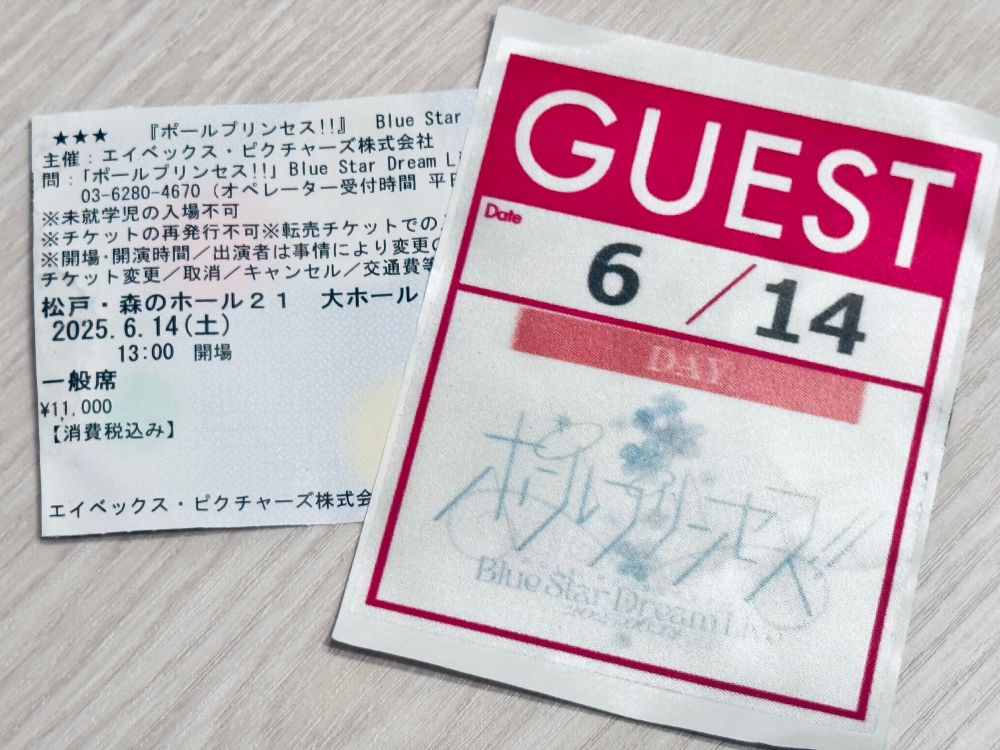 ★★★ 『ポールプリンセス!!』 Blue Star
主催:エイベックス・ピクチャーズ株式会社
問:「ポールプリンセス!!」Blue Star Dream
03-6280-4670(オペレーター受付時間 平日
※未就学児の入場不可
※チケットの再発行不可※転売チケットでの
※開場・開演時間/出演者は事情により変更の
チケット変更/取消/キャンセル/交通費等
松戸・森のホール21 大ホール
2025.6.14(土)
13:00 開場
一般席
¥11,000
【消費税込み】
エイベックス・ピクチャーズ株式会
GUEST
Date
6/14
DAY
ポールプリンセス!!
Blue Star Dream Live